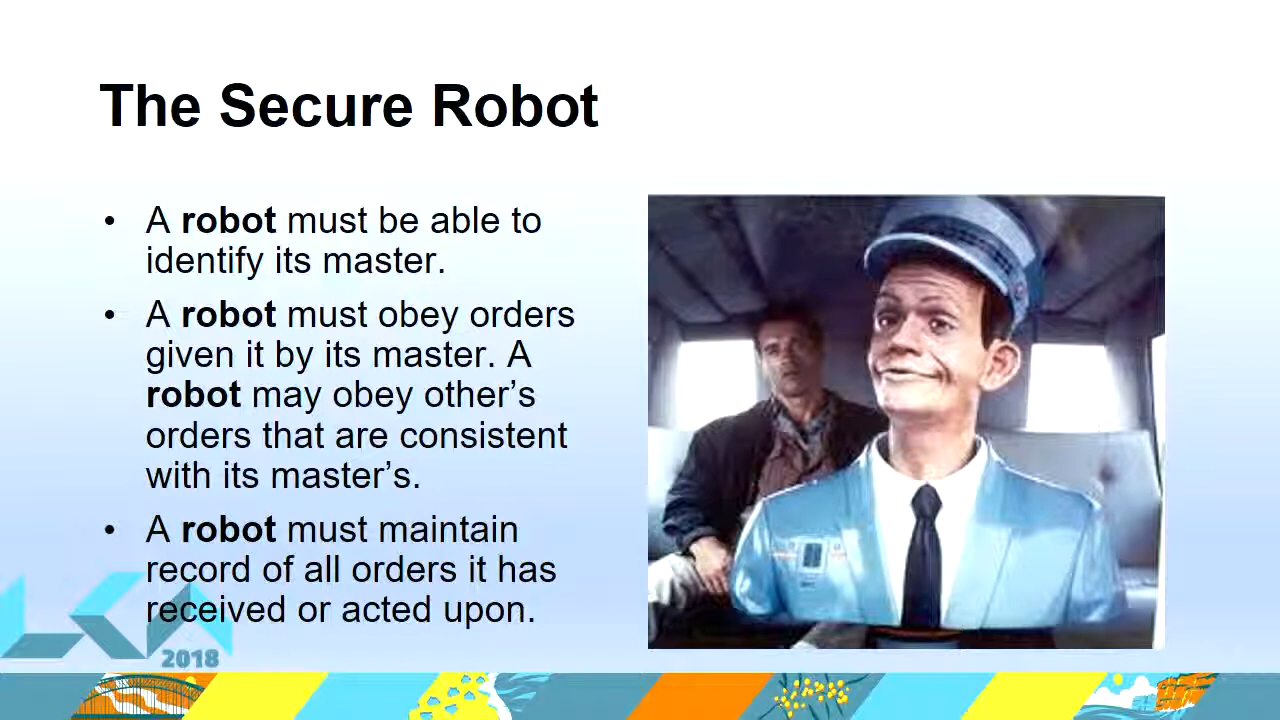 The Secure Robot
• A robot must be able to
identify its master.
• A robot must obey orders
given it by its master. A
robot may obey other’s
orders that are consistent
with its master’s.
• A robot must maintain
record of all orders it has
received or acted upon.
LCA
2018